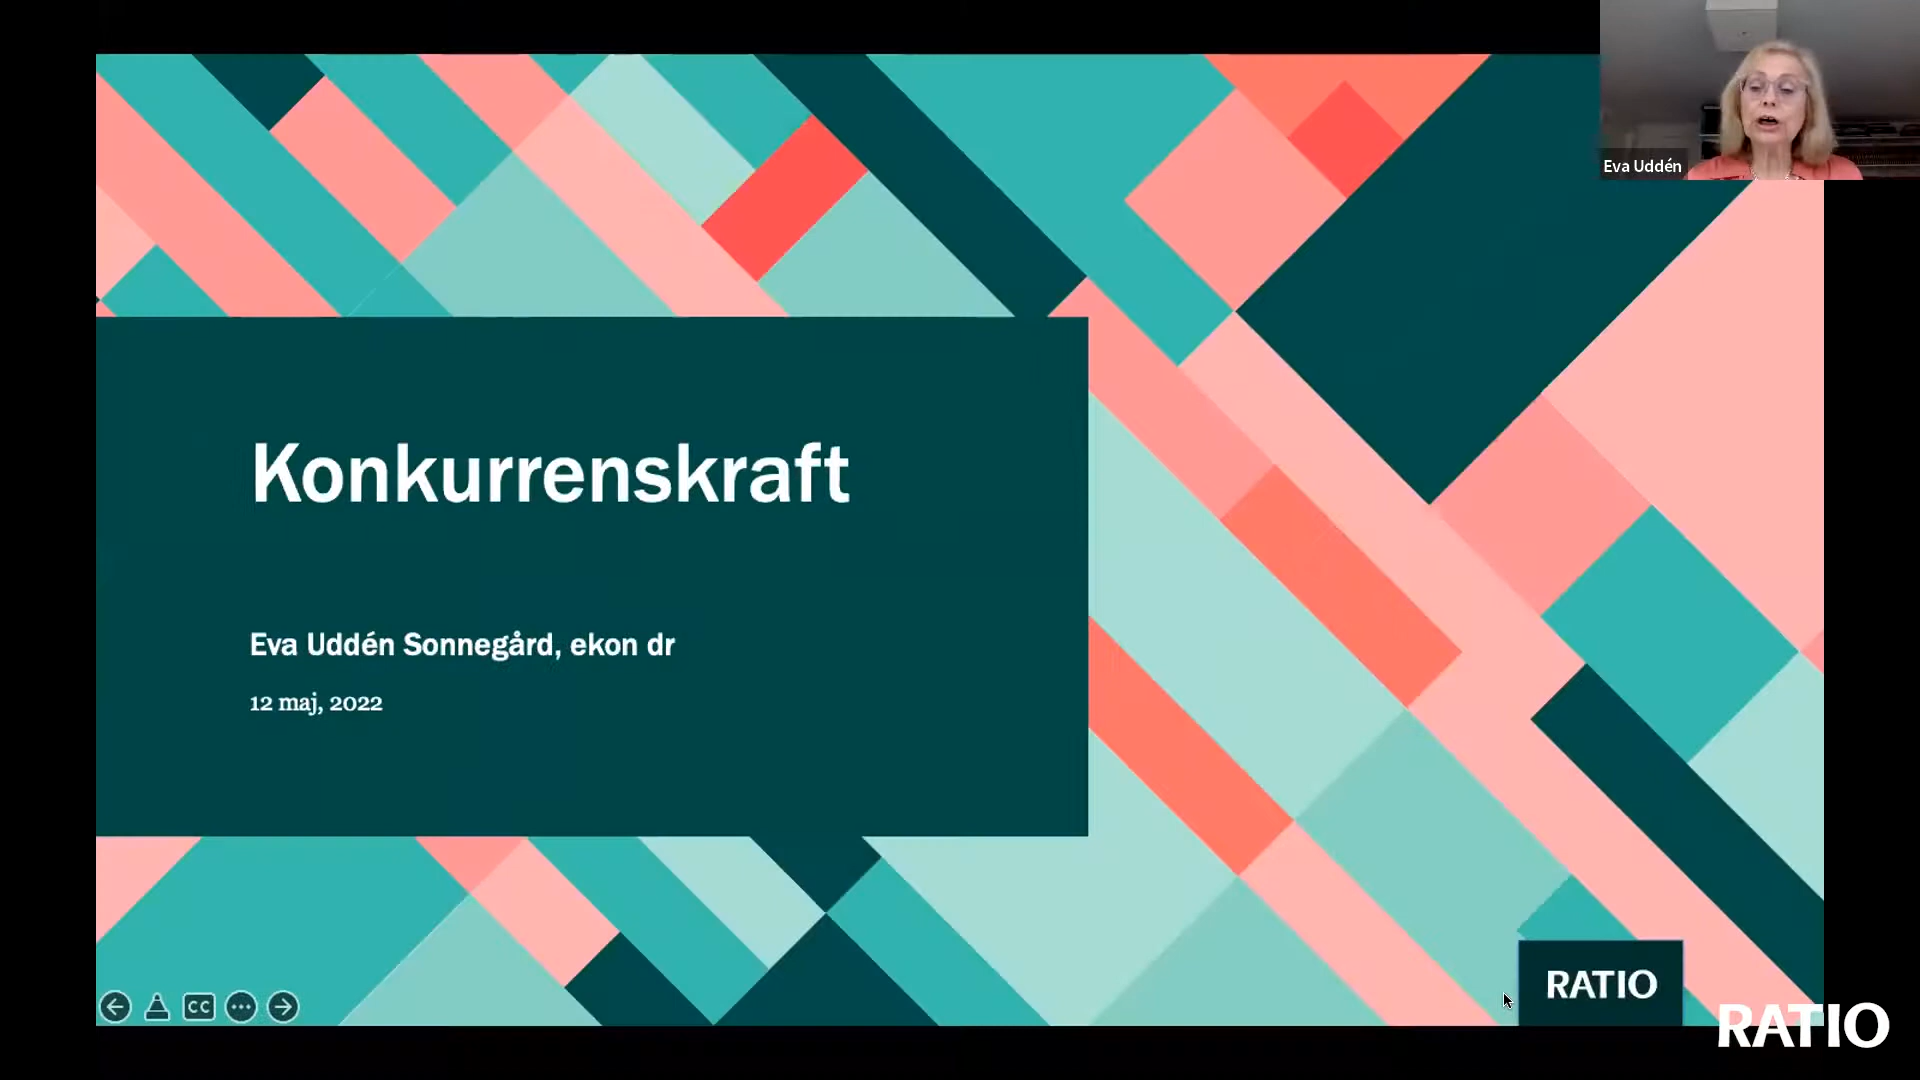 Eva Uddén
Konkurrenskraft
Eva Uddén Sonnegård, ekon dr
12 maj, 2022
CC
RATIO
RATIO